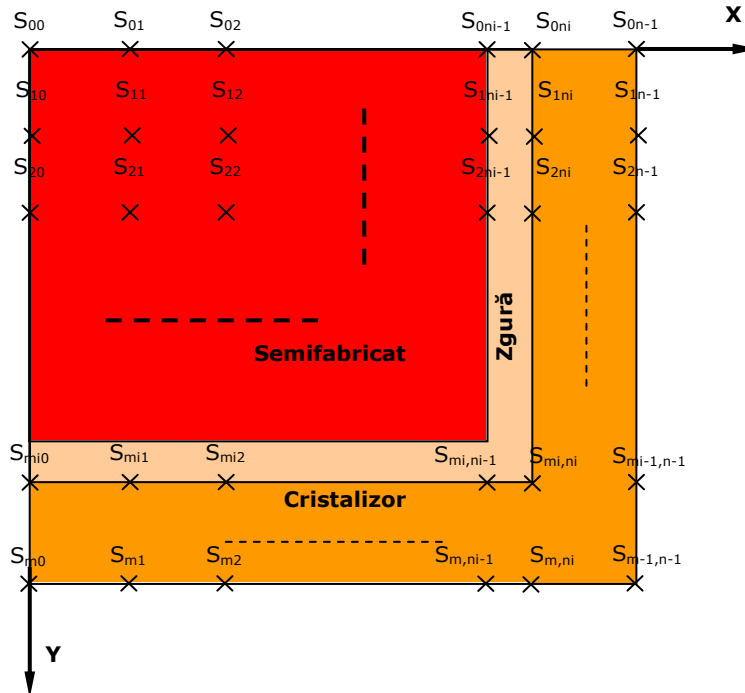 X
S00 S01 S02 S0ni-1 S0ni S0n-1
S10 S11 S12 S1ni-1 S1ni S1n-1
S20 S21 S22 S2ni-1 S2ni S2n-1
Zgură
Semifabricat
Smi0 Smi1 Smi2 Smi,ni-1 Smi,ni Smi-1,n-1
Cristalizor
Sm0 Sm1 Sm2 Sm,ni-1 Sm,ni Sm-1,n-1
Y